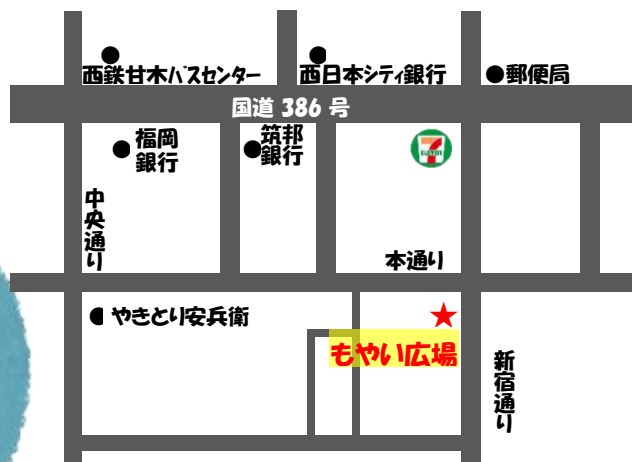 西鉄甘木バスセンター
西日本シティ銀行
郵便局
国道 386 号
福岡
銀行
筑邦
銀行
7
ELEVEN
中央通り
本通り
やきとり安兵衛
もやい広場
新宿通り